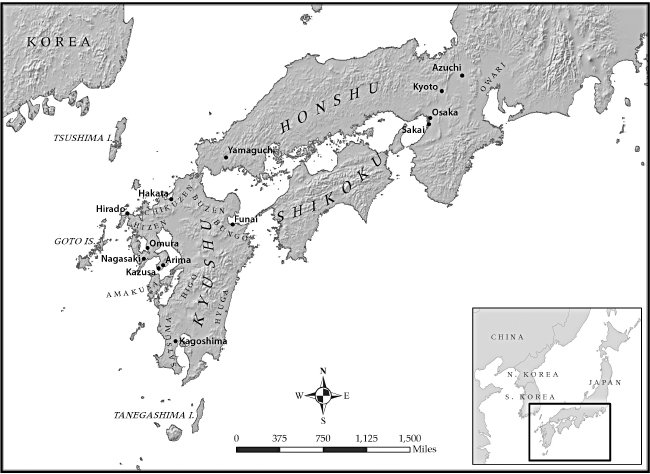 KOREA
Azuchi
OWARI
Kyoto
HONSHU
Osaka
Sakai
TSUSHIMA I.
Yamaguchi
SHIKOKU
Hakata
CHIKUZEN
BUZEN
Hirado
HIZEN
Funai
BUNGO
GOTO IS.
Omura
Nagasaki
Arima
Kazusa
KYUSHU
HIGO
AMAKUSA
HYUGA
SATSUMA
Kagoshima
TANEGASHIMA I.
N
W E
S
0 375 750 1,125 1,500
Miles
CHINA
N. KOREA
JAPAN
S. KOREA